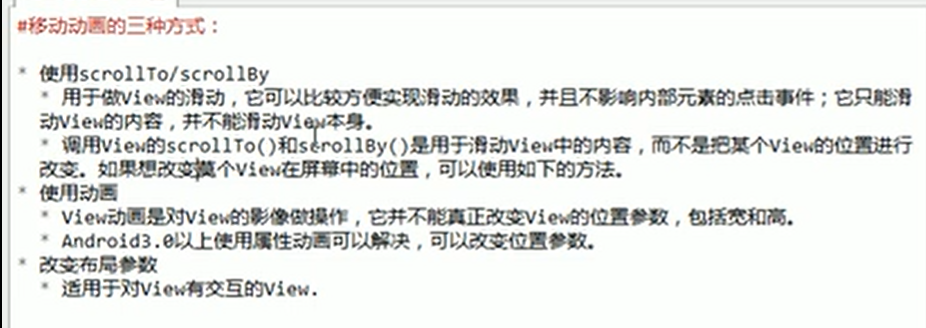 #移动动画的三种方式：
* 使用scrollTo/scrollBy
* 用于做View的滑动，它可以比较方便实现滑动的效果，并且不影响内部元素的点击事件；它只能滑
动View的内容，并不能滑动View本身。
* 调用View的scrollTo()和scrollBy()是用于滑动View中的内容，而不是把某个View的位置进行
改变。如果想改变莫个View在屏幕中的位置，可以使用如下的方法。
* 使用动画
* View动画是对View的影像做操作，它并不能真正改变View的位置参数，包括宽和高。
* Android3.0以上使用属性动画可以解决，可以改变位置参数。
* 改变布局参数
* 适用于对View有交互的View.